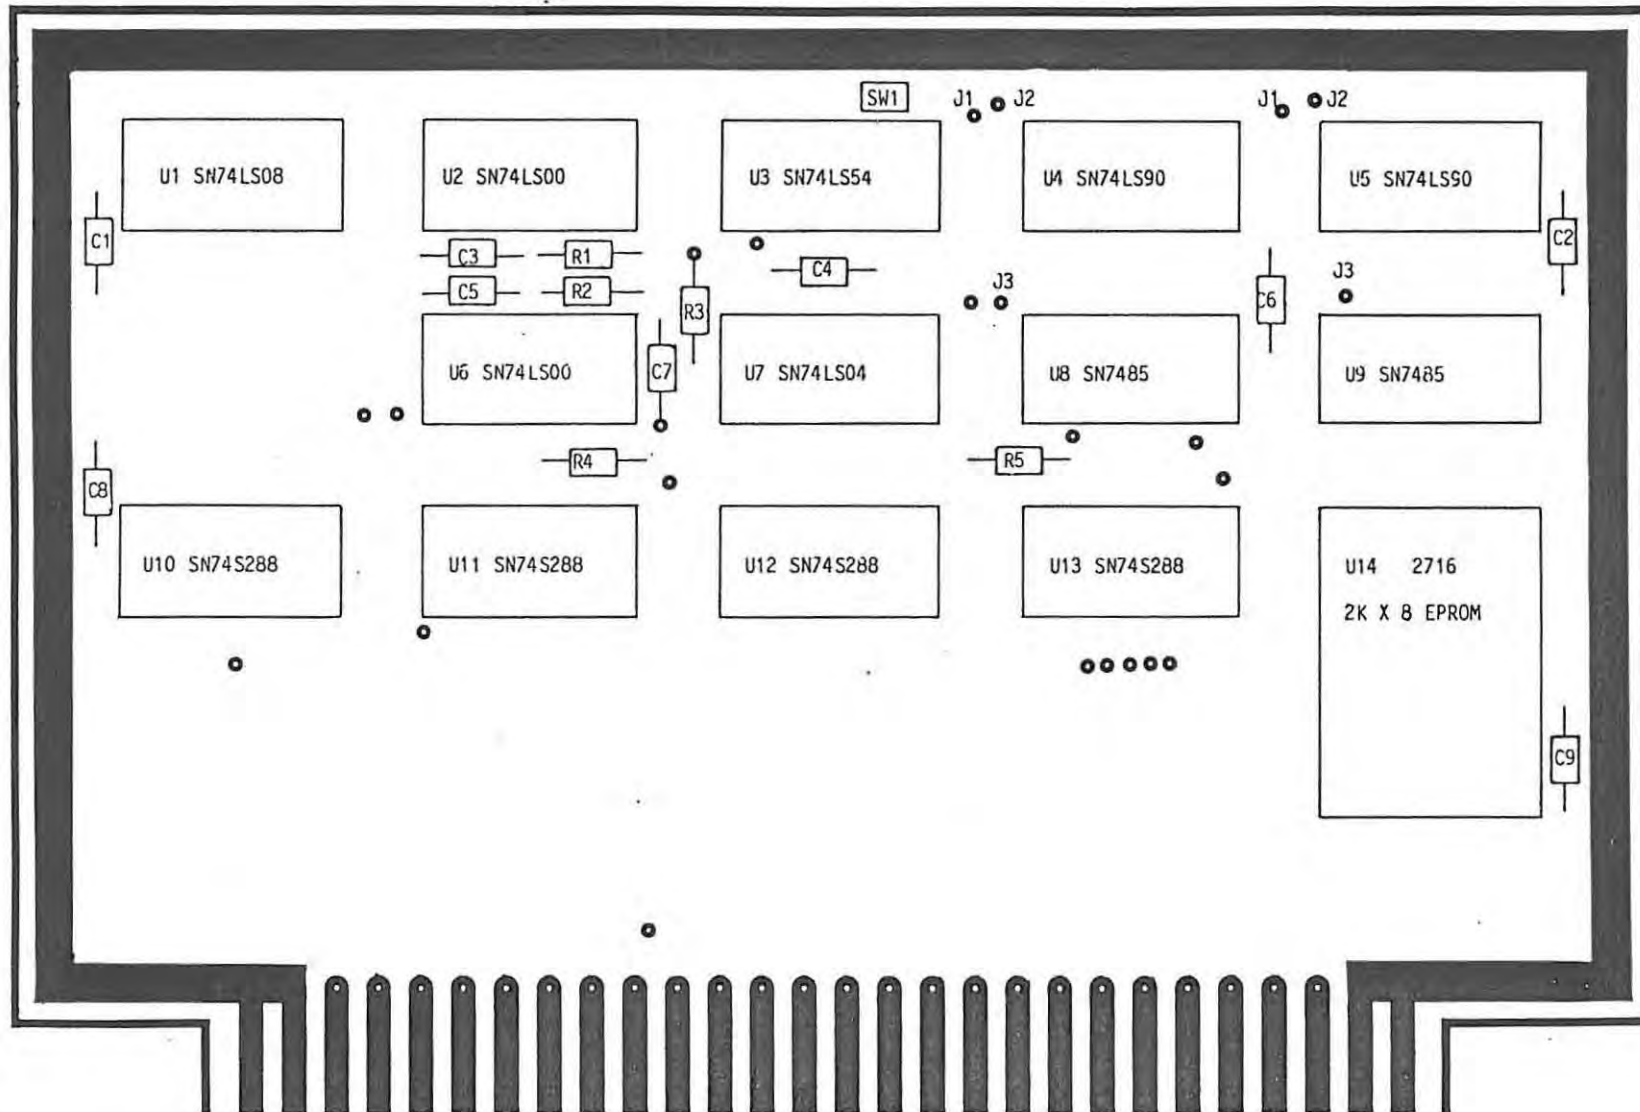 SW1
J1 J2
J1 J2
U1 SN74LS08
U2 SN74LS00
U3 SN74LS54
U4 SN74LS90
U5 SN74LS90
C1
C3
R1
C4
C2
C5
R2
R3
J3
C6
J3
U6 SN74LS00
C7
U7 SN74LS04
U8 SN7485
U9 SN7485
C8
R4
R5
U10 SN74S288
U11 SN74S288
U12 SN74S288
U13 SN74S288
U14 2716
2K X 8 EPROM
C9